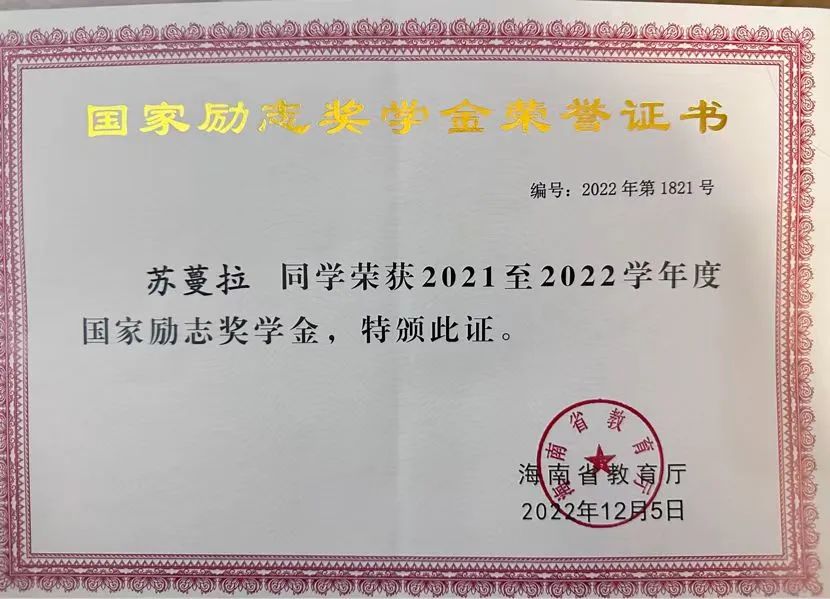 国家励志奖学金荣誉证书
编号：2022年第1821号
苏蔓拉 同学荣获2021至2022学年度
国家励志奖学金，特颁此证。
海南省教育厅
海南省教育厅
2022年12月5日